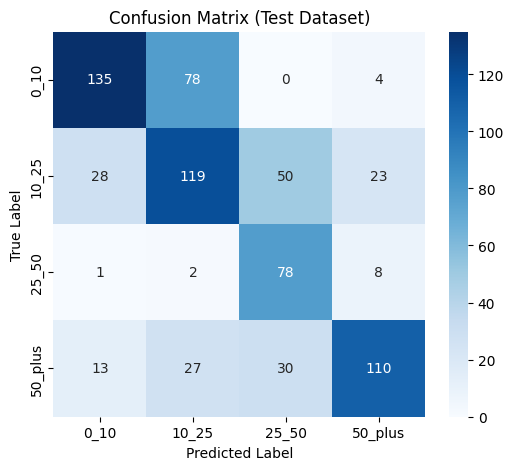 Confusion Matrix (Test Dataset)
True Label
0_10 135 78 0 4
10_25 28 119 50 23
25_50 1 2 78 8
50_plus 13 27 30 110
0_10 10_25 25_50 50_plus
Predicted Label
120
100
80
60
40
20
0